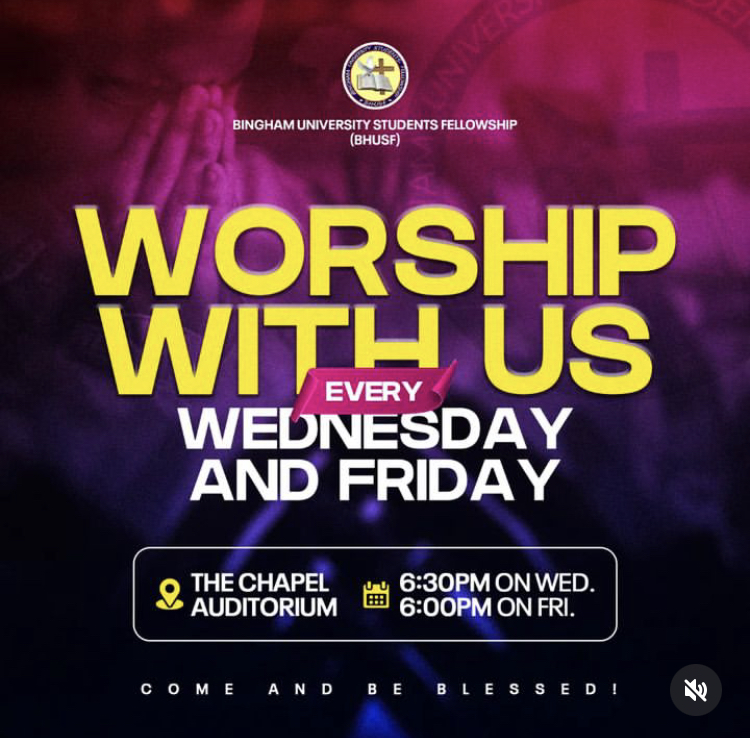 BINGHAM UNIVERSITY STUDENTS FELLOWSHIP
(BHUSF)
WORSHIP
WITH US
EVERY
WEDNESDAY
AND FRIDAY
THE CHAPEL
AUDITORIUM
6:30PM ON WED.
6:00PM ON FRI.
COME AND BE BLESSED!